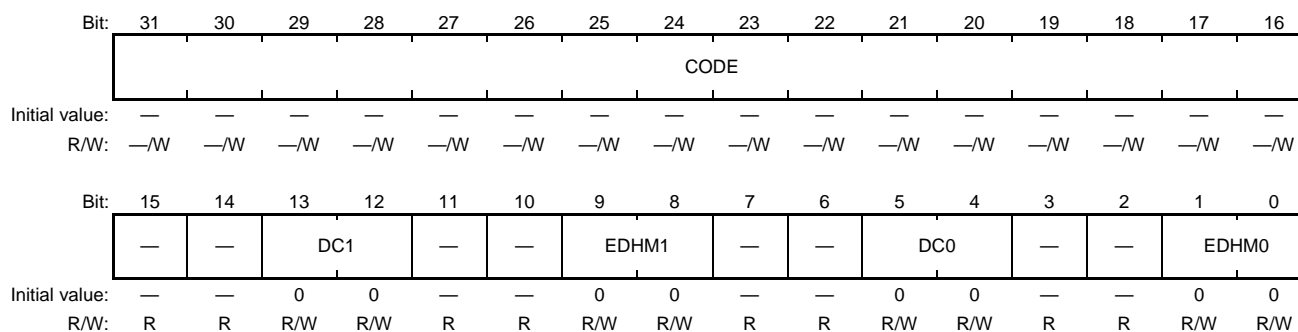 Bit: 31 30 29 28 27 26 25 24 23 22 21 20 19 18 17 16
CODE
Initial value: — — — — — — — — — — — — — — — —
R/W: —/W —/W —/W —/W —/W —/W —/W —/W —/W —/W —/W —/W —/W —/W —/W —/W
Bit: 15 14 13 12 11 10 9 8 7 6 5 4 3 2 1 0
— — DC1 — — EDHM1 — — DC0 — — EDHM0
Initial value: — — 0 0 — — 0 0 — — 0 0 — — 0 0
R/W: R R R/W R/W R R R/W R/W R R R/W R/W R R R/W R/W